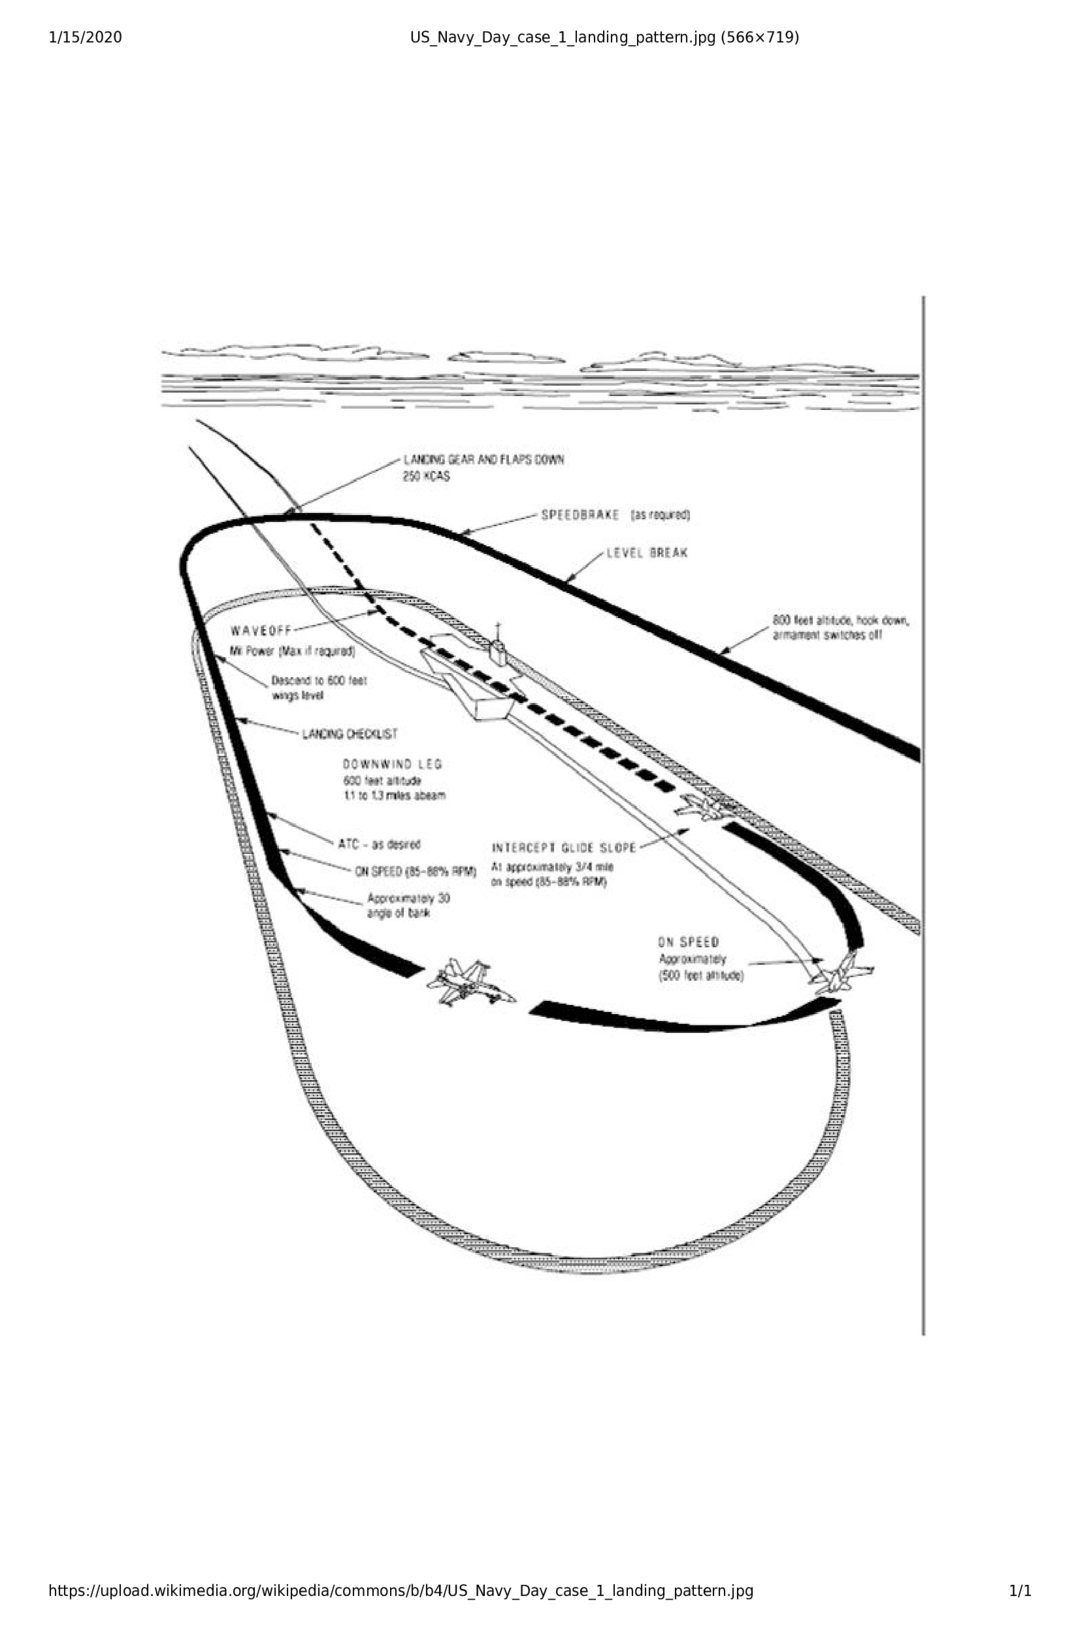 1/15/2020
US_Navy_Day_case_1_landing_pattern.jpg (566×719)
LANDING GEAR AND FLAPS DOWN
250 KCAS
SPEEDBRAKE (as required)
LEVEL BREAK
800 feet altitude, hook down,
armament switches off
WAVEOFF
Mil Power (Max if required)
Descend to 600 feet
wings level
LANDING CHECKLIST
DOWNWIND LEG
600 feet altitude
1.1 to 1.3 miles abeam
ATC - as desired
INTERCEPT GLIDE SLOPE
At approximately 3/4 mile
on speed (85-88% RPM)
ON SPEED (85-88% RPM)
Approximately 30
angle of bank
ON SPEED
Approximately
(500 feet altitude)
https://upload.wikimedia.org/wikipedia/commons/b/b4/US_Navy_Day_case_1_landing_pattern.jpg
1/1